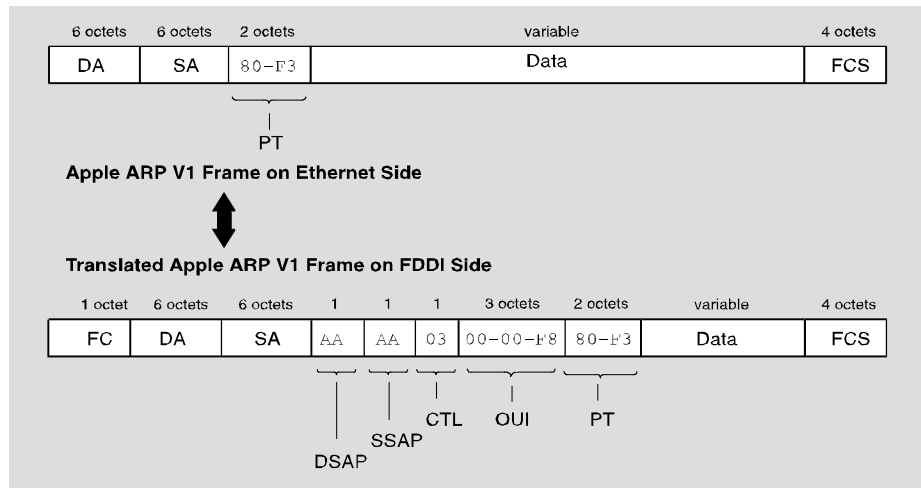 6 octets 6 octets 2 octets variable 4 octets
DA SA 80-F3 Data FCS
PT
Apple ARP V1 Frame on Ethernet Side
Translated Apple ARP V1 Frame on FDDI Side
1 octet 6 octets 6 octets 1 1 1 3 octets 2 octets variable 4 octets
FC DA SA AA AA 03 00-00-F8 80-F3 Data FCS
CTL OUI PT
SSAP
DSAP